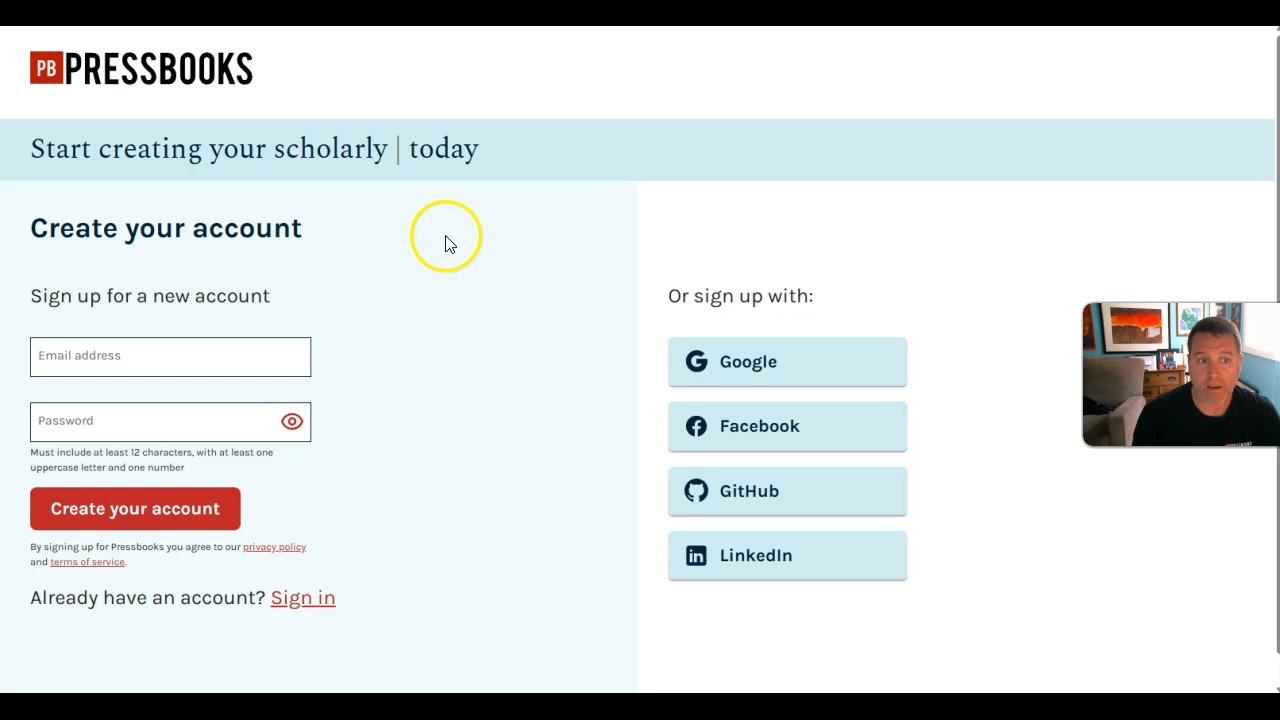 PB PRESSBOOKS
Start creating your scholarly | today
Create your account
Sign up for a new account
Email address
Password
Must include at least 12 characters, with at least one
uppercase letter and one number
Create your account
By signing up for Pressbooks you agree to our privacy policy
and terms of service.
Already have an account? Sign in
Or sign up with:
Google
Facebook
GitHub
LinkedIn